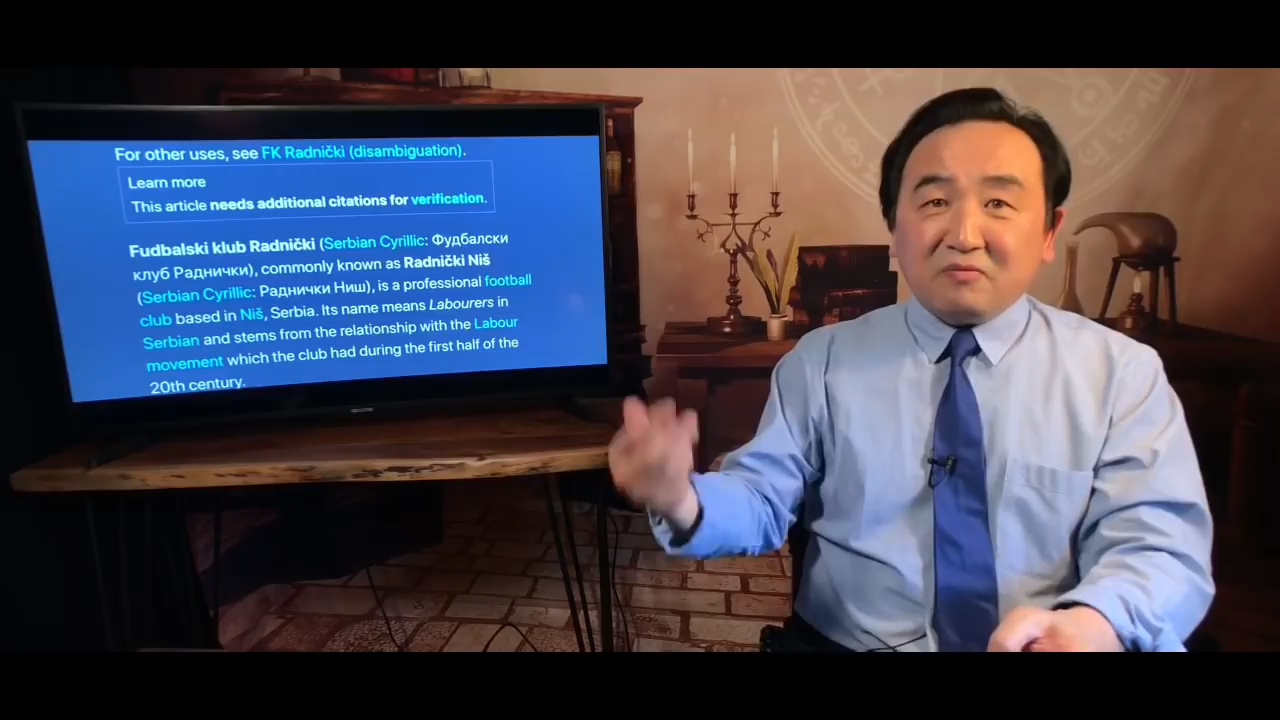 For other uses, see FK Radnički (disambiguation).
Learn more
This article needs additional citations for verification.
Fudbalski klub Radnički (Serbian Cyrillic: Фудбалски
клуб Раднички), commonly known as Radnički Niš
(Serbian Cyrillic: Раднички Ниш), is a professional football
club based in Niš, Serbia. Its name means Labourers in
Serbian and stems from the relationship with the Labour
movement which the club had during the first half of the
20th century.